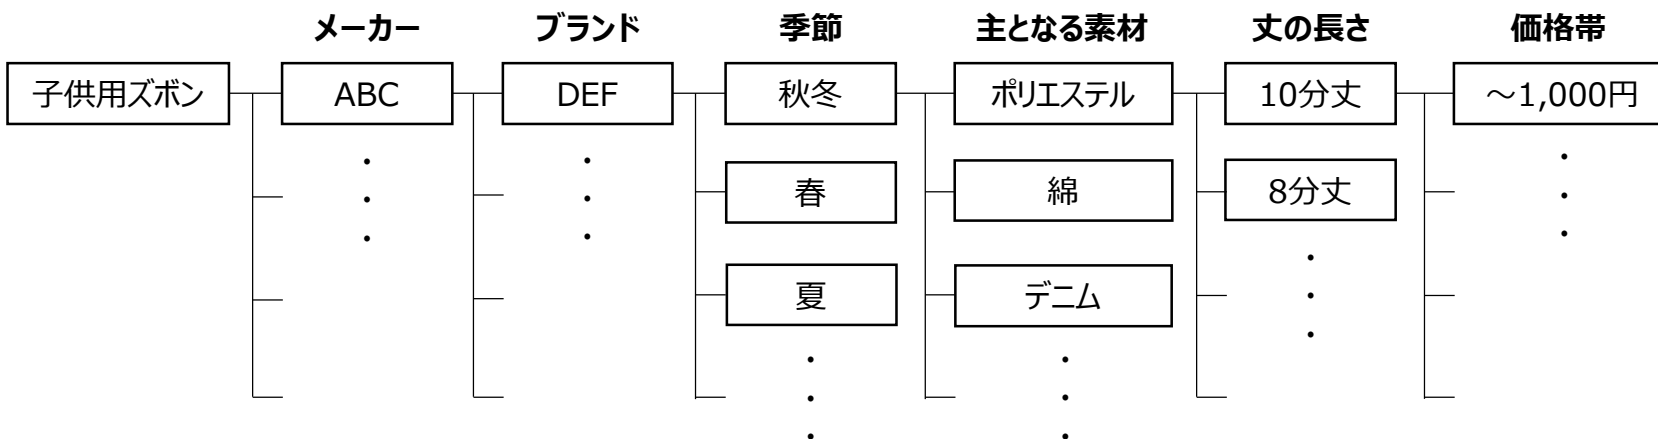 メーカー ブランド 季節 主となる素材 丈の長さ 価格帯
子供用ズボン ABC DEF 秋冬 ポリエステル 10分丈 ～1,000円
春 綿 8分丈
夏 デニム